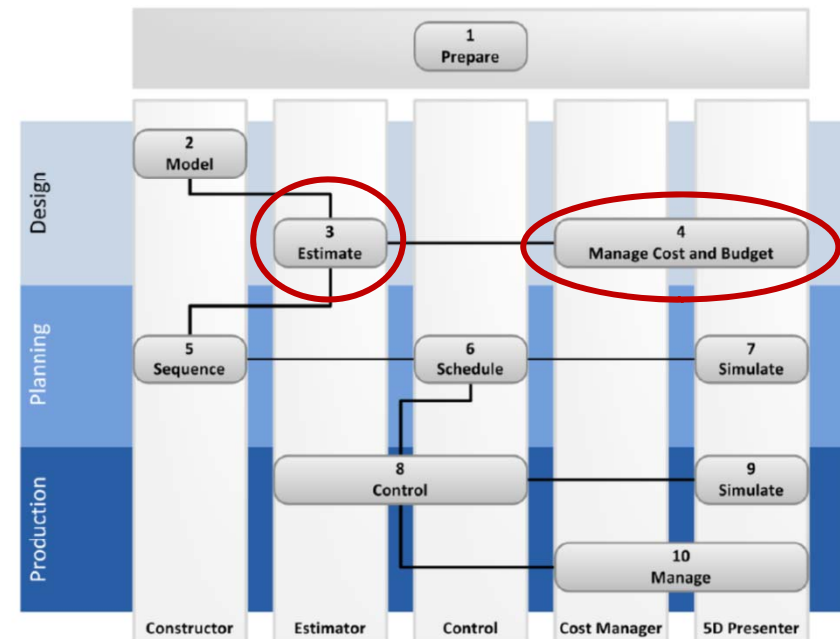 1
Prepare
Design
2
Model
3
Estimate
4
Manage Cost and Budget
Planning
5
Sequence
6
Schedule
7
Simulate
Production
8
Control
9
Simulate
10
Manage
Constructor
Estimator
Control
Cost Manager
5D Presenter